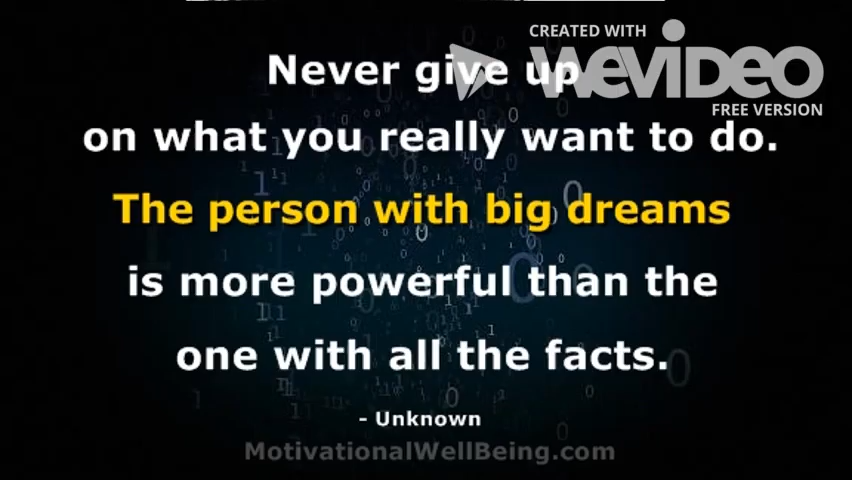 CREATED WITH
WEVIDEO
FREE VERSION
Never give up
on what you really want to do.
The person with big dreams
is more powerful than the
one with all the facts.
- Unknown
MotivationalWellBeing.com